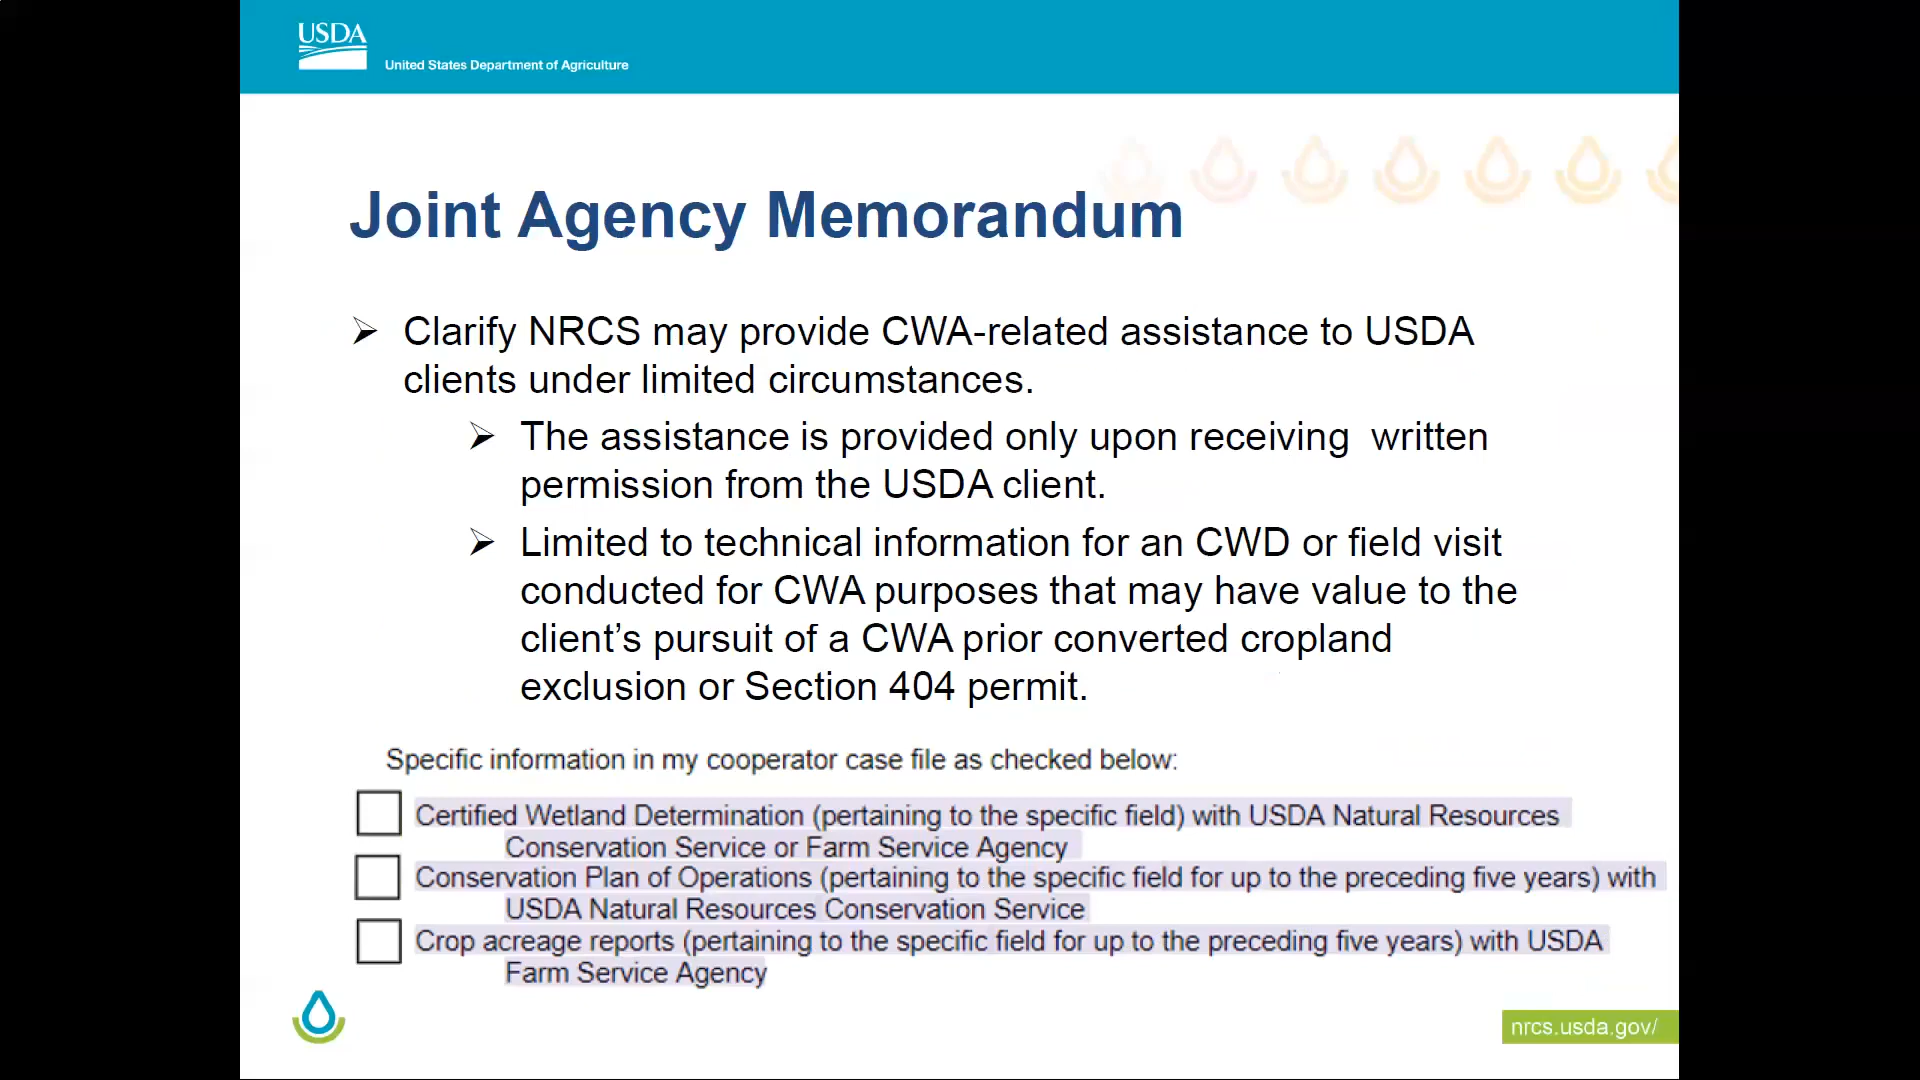 USDA
United States Department of Agriculture
Joint Agency Memorandum
Clarify NRCS may provide CWA-related assistance to USDA
clients under limited circumstances.
The assistance is provided only upon receiving written
permission from the USDA client.
Limited to technical information for an CWD or field visit
conducted for CWA purposes that may have value to the
client’s pursuit of a CWA prior converted cropland
exclusion or Section 404 permit.
Specific information in my cooperator case file as checked below:
Certified Wetland Determination (pertaining to the specific field) with USDA Natural Resources
Conservation Service or Farm Service Agency
Conservation Plan of Operations (pertaining to the specific field for up to the preceding five years) with
USDA Natural Resources Conservation Service
Crop acreage reports (pertaining to the specific field for up to the preceding five years) with USDA
Farm Service Agency
nrcs.usda.gov/